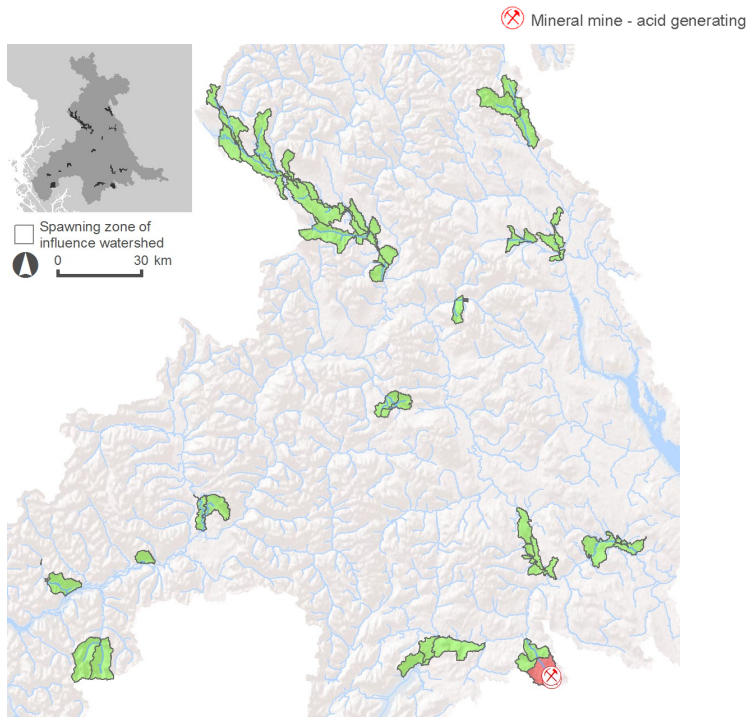 Mineral mine - acid generating
Spawning zone of
influence watershed
0 30 km